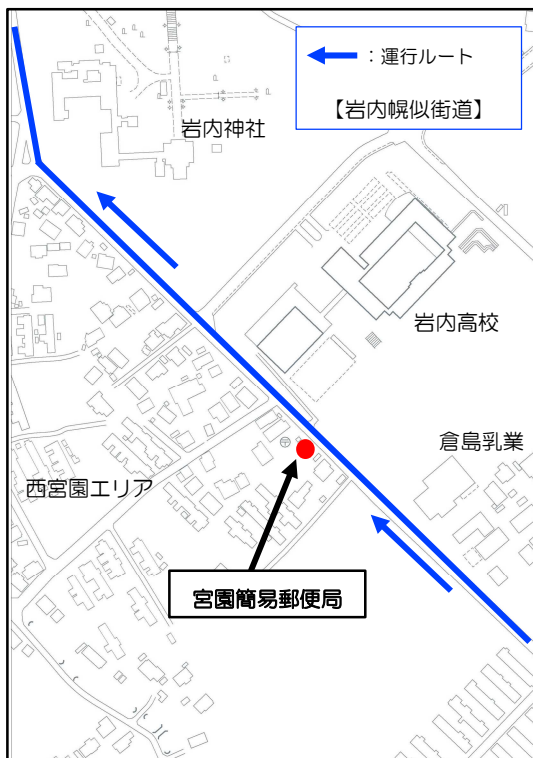 ：運行ルート
【岩内幌似街道】
岩内神社
岩内高校
倉島乳業
西宮園エリア
宮園簡易郵便局